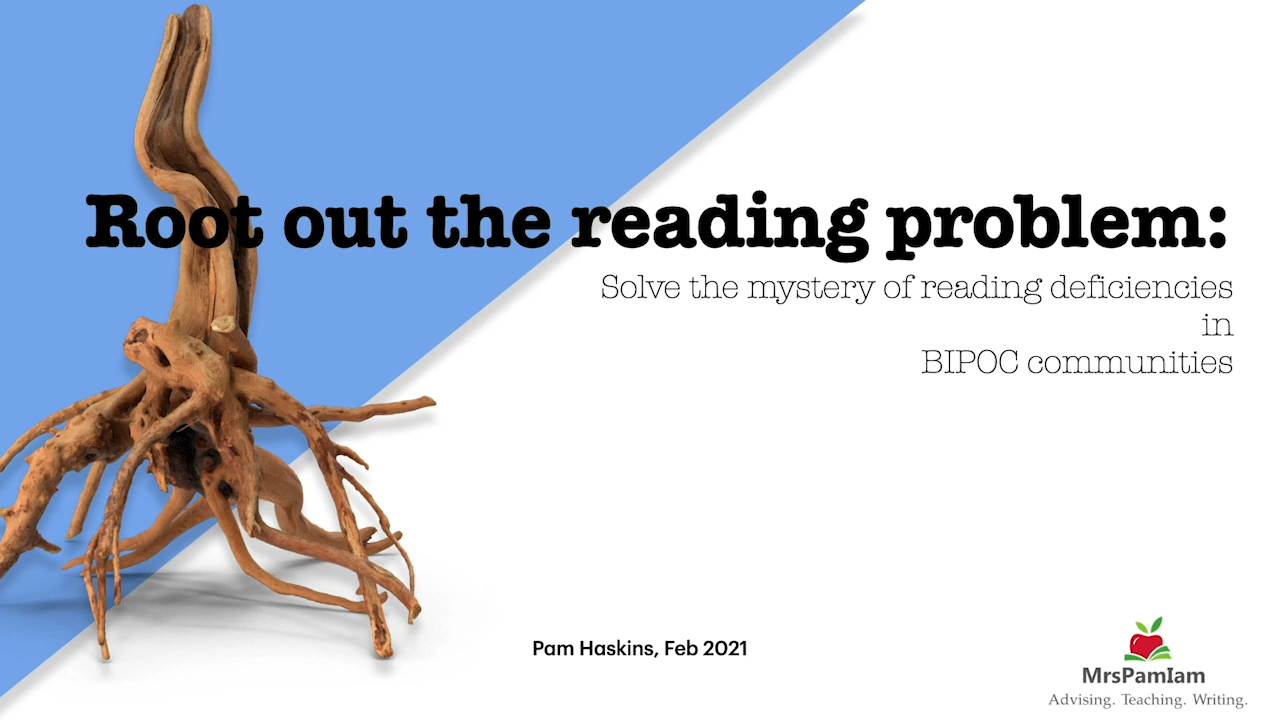 Root out the reading problem:
Solve the mystery of reading deficiencies
in
BIPOC communities
Pam Haskins, Feb 2021
MrsPamIam
Advising. Teaching. Writing.